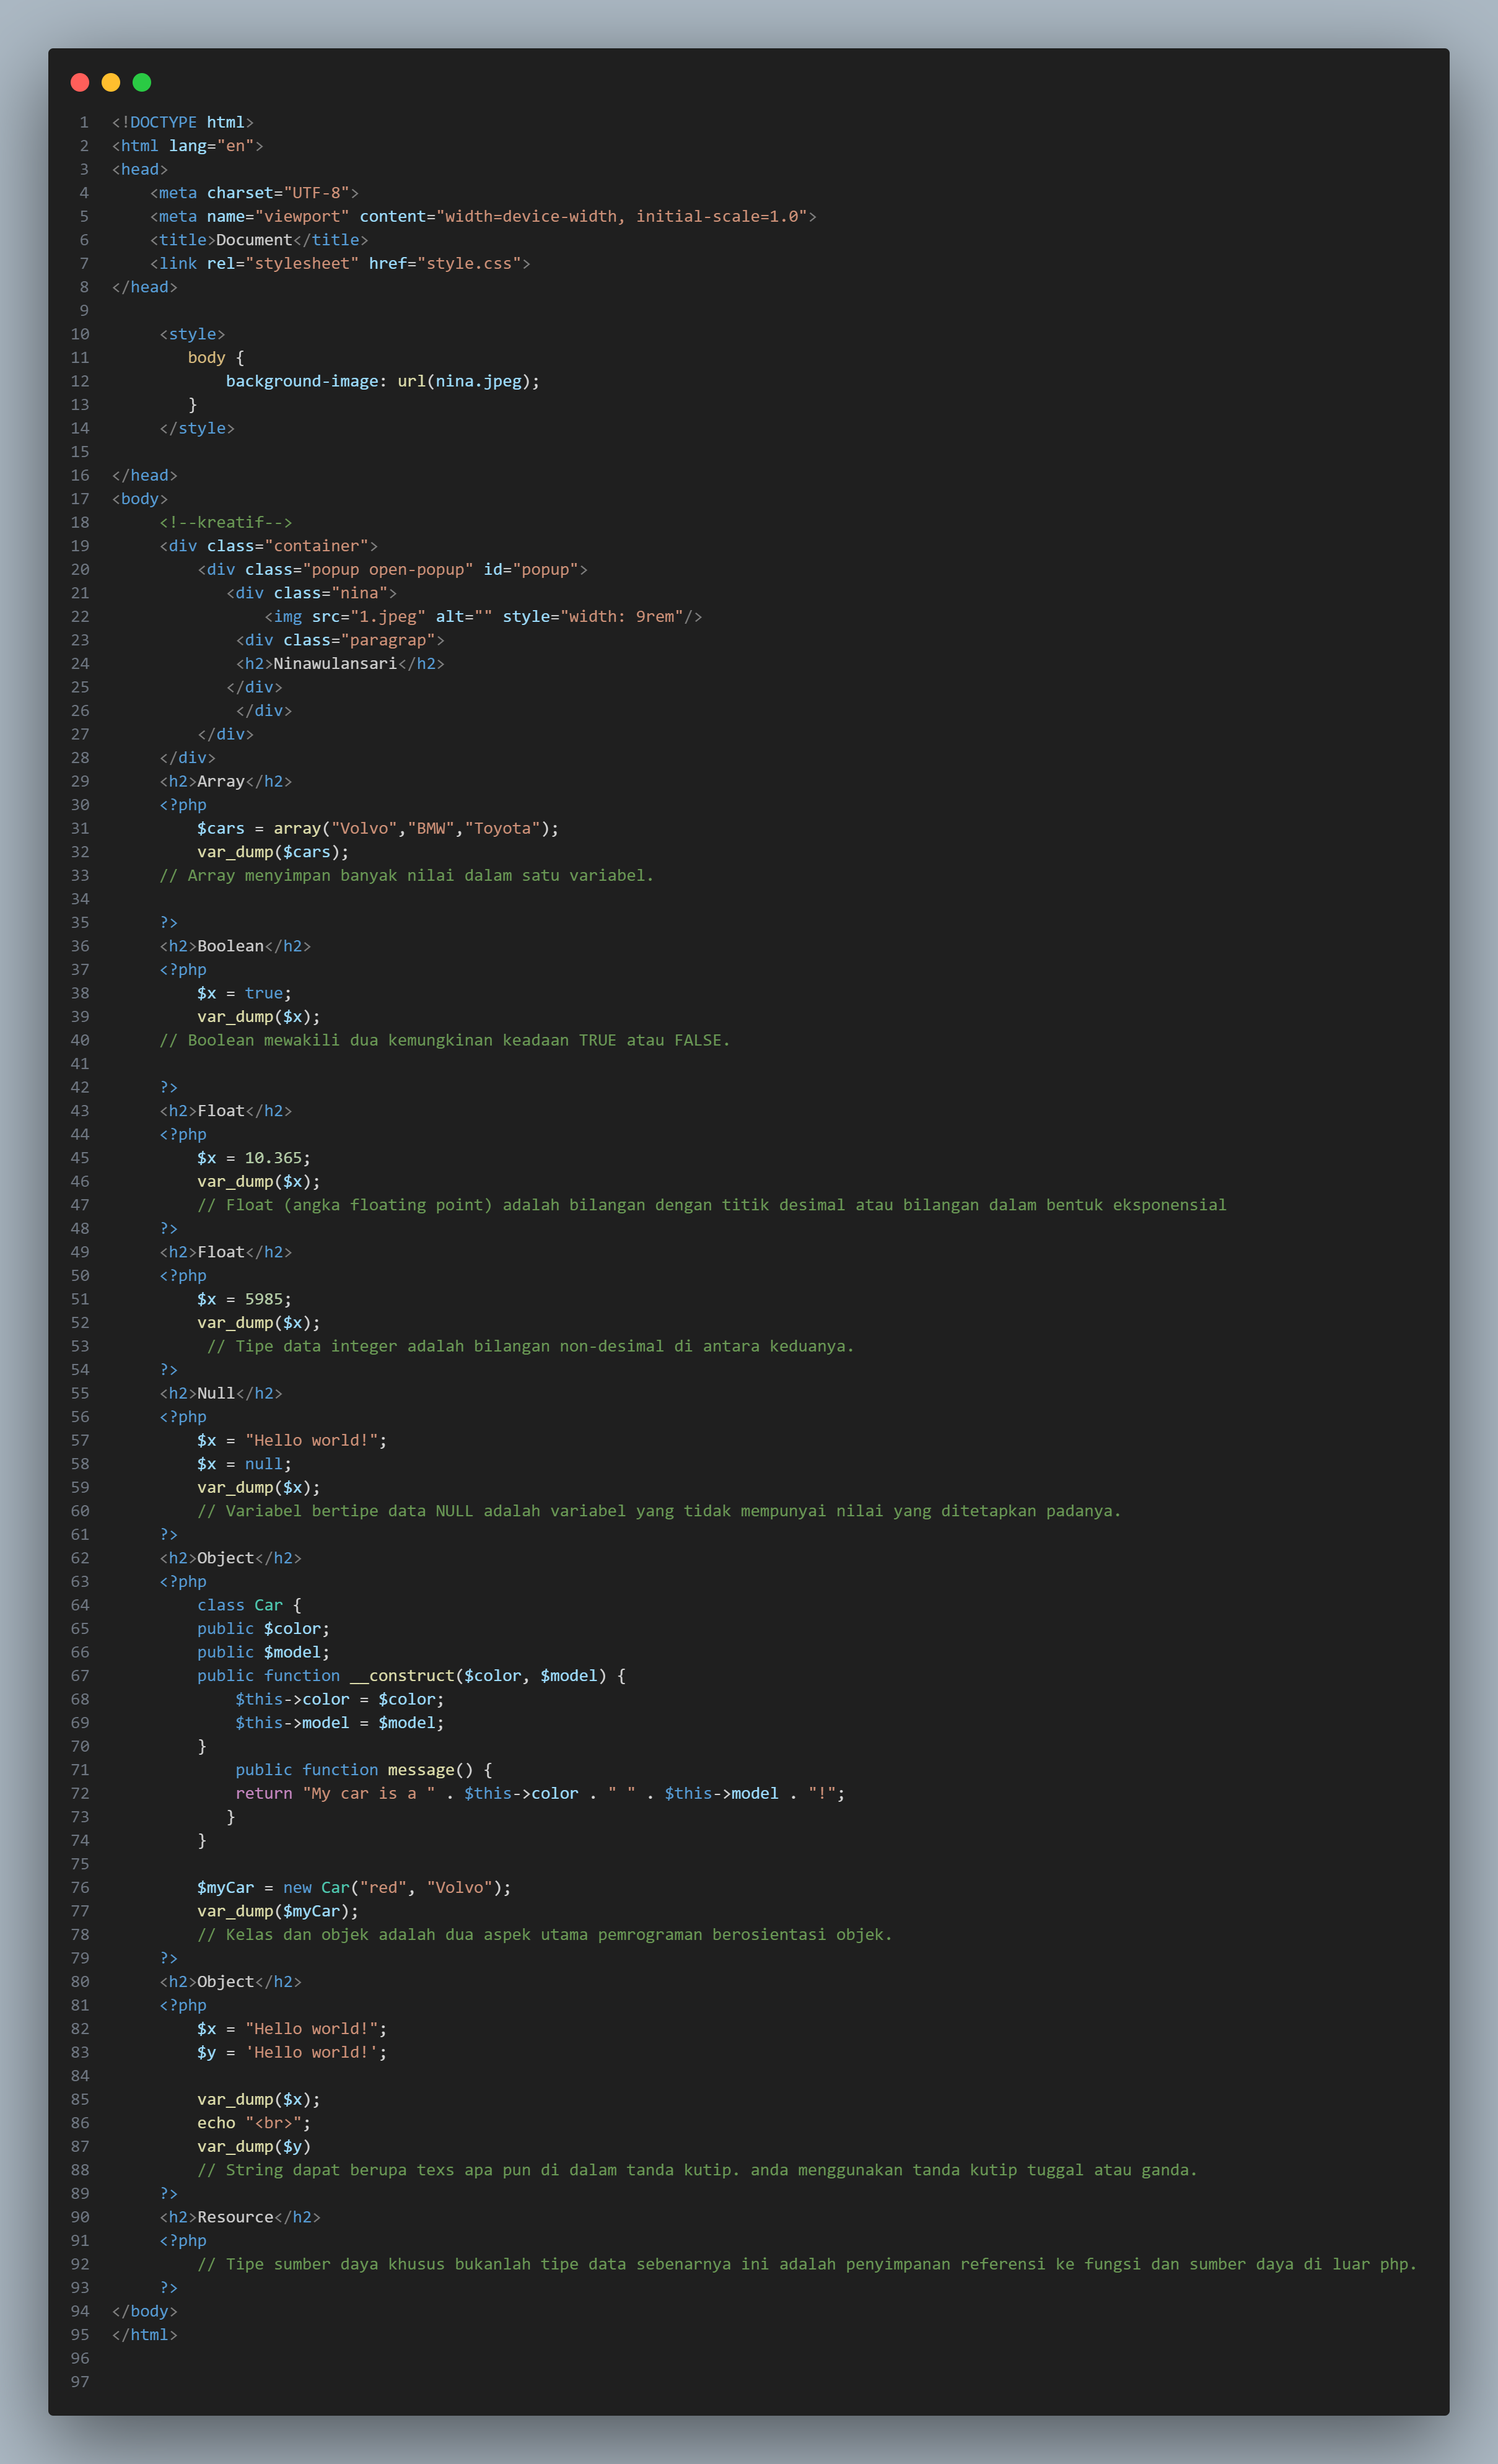 1 <!DOCTYPE html>
2 <html lang="en">
3 <head>
4     <meta charset="UTF-8">
5     <meta name="viewport" content="width=device-width, initial-scale=1.0">
6     <title>Document</title>
7     <link rel="stylesheet" href="style.css">
8 </head>
9
10      <style>
11         body {
12             background-image: url(nina.jpeg);
13         }
14      </style>
15
16 </head>
17 <body>
18      <!--kreatif-->
19      <div class="container">
20          <div class="popup open-popup" id="popup">
21             <div class="nina">
22                 <img src="1.jpeg" alt="" style="width: 9rem"/>
23              <div class="paragrap">
24              <h2>Ninawulansari</h2>
25             </div>
26              </div>
27          </div>
28      </div>
29      <h2>Array</h2>
30      <?php
31          $cars = array("Volvo","BMW","Toyota");
32          var_dump($cars);
33      // Array menyimpan banyak nilai dalam satu variabel.
34
35      ?>
36      <h2>Boolean</h2>
37      <?php
38          $x = true;
39          var_dump($x);
40      // Boolean mewakili dua kemungkinan keadaan TRUE atau FALSE.
41
42      ?>
43      <h2>Float</h2>
44      <?php
45          $x = 10.365;
46          var_dump($x);
47          // Float (angka floating point) adalah bilangan dengan titik desimal atau bilangan dalam bentuk eksponensial
48      ?>
49      <h2>Float</h2>
50      <?php
51          $x = 5985;
52          var_dump($x);
53           // Tipe data integer adalah bilangan non-desimal di antara keduanya.
54      ?>
55      <h2>Null</h2>
56      <?php
57          $x = "Hello world!";
58          $x = null;
59          var_dump($x);
60          // Variabel bertipe data NULL adalah variabel yang tidak mempunyai nilai yang ditetapkan padanya.
61      ?>
62      <h2>Object</h2>
63      <?php
64          class Car {
65          public $color;
66          public $model;
67          public function __construct($color, $model) {
68              $this->color = $color;
69              $this->model = $model;
70          }
71              public function message() {
72              return "My car is a " . $this->color . " " . $this->model . "!";
73             }
74          }
75
76          $myCar = new Car("red", "Volvo");
77          var_dump($myCar);
78          // Kelas dan objek adalah dua aspek utama pemrograman berosientasi objek.
79      ?>
80      <h2>Object</h2>
81      <?php
82          $x = "Hello world!";
83          $y = 'Hello world!';
84
85          var_dump($x);
86          echo "<br>";
87          var_dump($y)
88          // String dapat berupa texs apa pun di dalam tanda kutip. anda menggunakan tanda kutip tuggal atau ganda.
89      ?>
90      <h2>Resource</h2>
91      <?php
92          // Tipe sumber daya khusus bukanlah tipe data sebenarnya ini adalah penyimpanan referensi ke fungsi dan sumber daya di luar php.
93      ?>
94 </body>
95 </html>
96
97